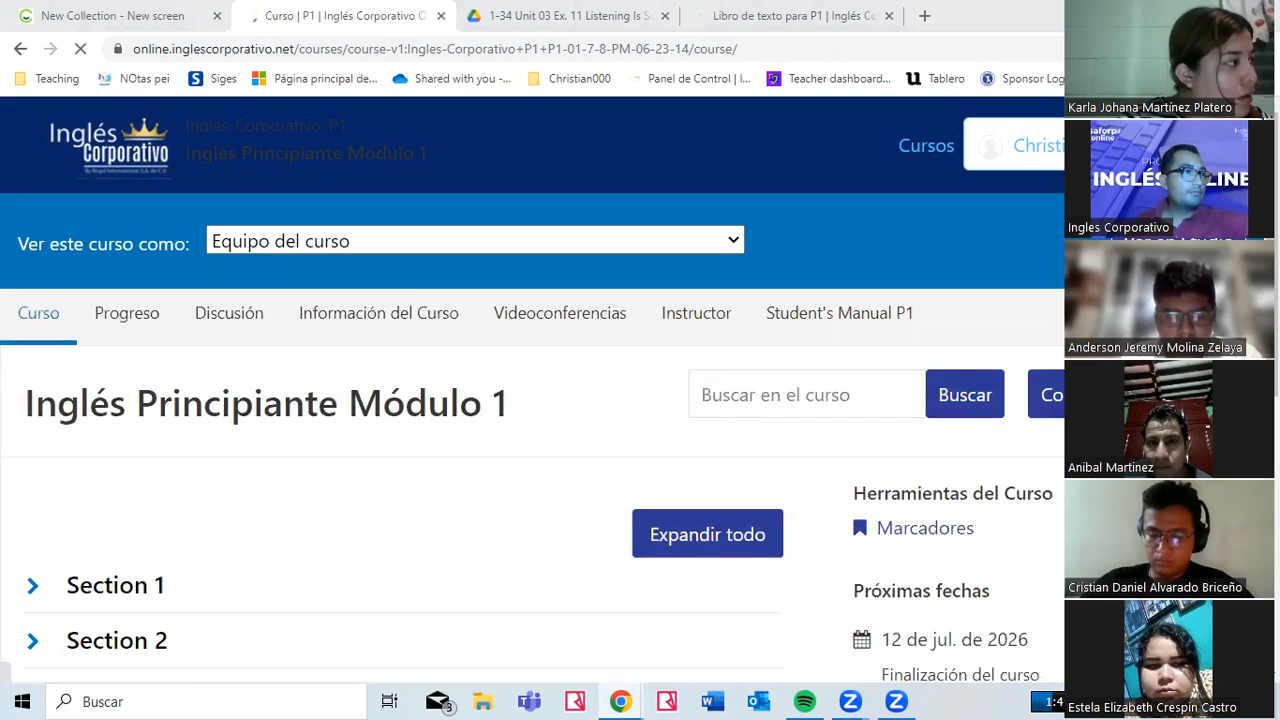 New Collection - New screen
Curso | P1 | Inglés Corporativo O
1-34 Unit 03 Ex. 11 Listening Is S
Libro de texto para P1 | Inglés Co
online.inglescorporativo.net/courses/course-v1:Ingles-Corporativo+P1+P1-01-7-8-PM-06-23-14/course/
Teaching
NOtas pei
Siges
Página principal de...
Shared with you -...
Christian000
Panel de Control | I...
Teacher dashboard...
Tablero
Sponsor Log
Inglés Corporativo
Ingles-Corporativo: P1
Inglés Principiante Módulo 1
Cursos
Christi
Ver este curso como:
Equipo del curso
Curso
Progreso
Discusión
Información del Curso
Videoconferencias
Instructor
Student's Manual P1
Inglés Principiante Módulo 1
Buscar en el curso
Buscar
Co
Herramientas del Curso
Marcadores
Expandir todo
Próximas fechas
Section 1
12 de jul. de 2026
Section 2
Finalización del curso
Buscar
3
1:4
Karla Johana Martínez Platero
INGLÉS
LINE
Ingles Corporativo
Anderson Jeremy Molina Zelaya
Anibal Martinez
Cristian Daniel Alvarado Briceño
Estela Elizabeth Crespín Castro